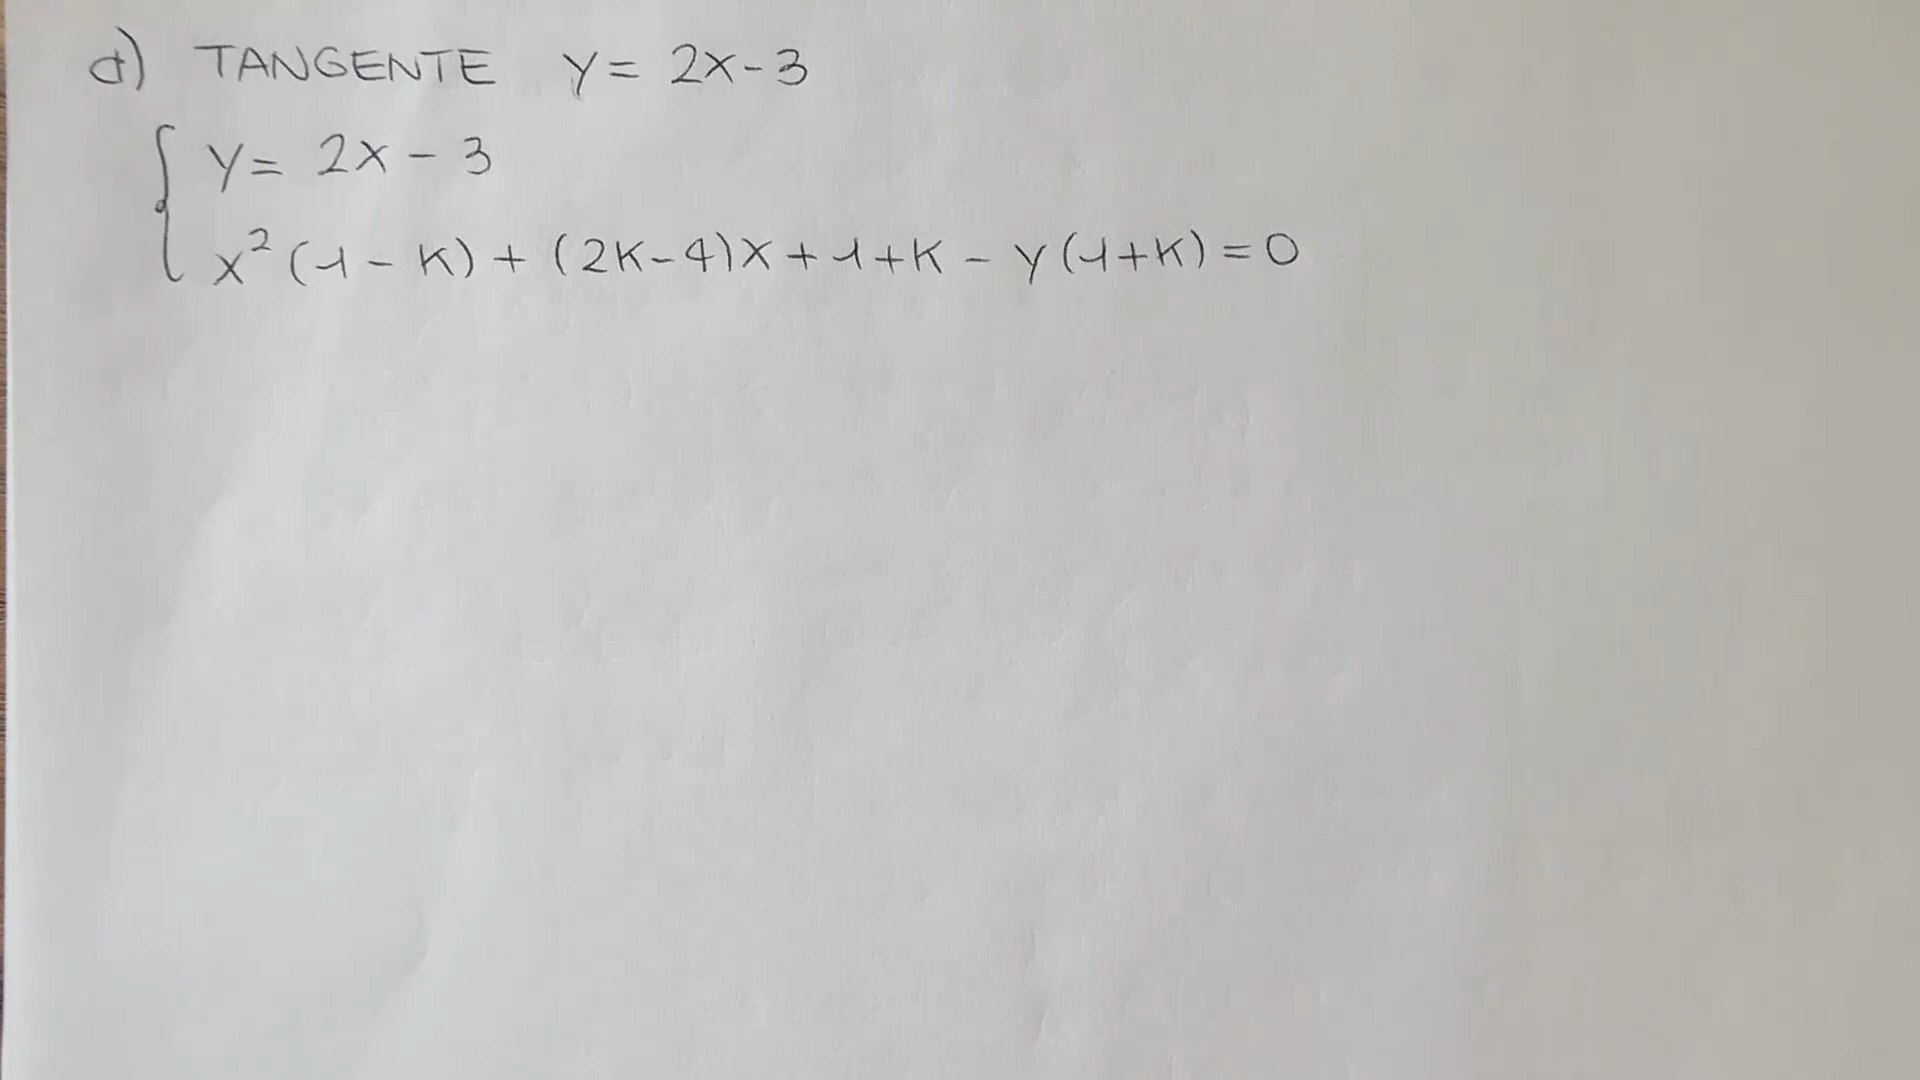 d) TANGENTE y = 2x - 3
{ y = 2x - 3
x²(1 - K) + (2K - 4)x + 1 + K - y(1 + K) = 0